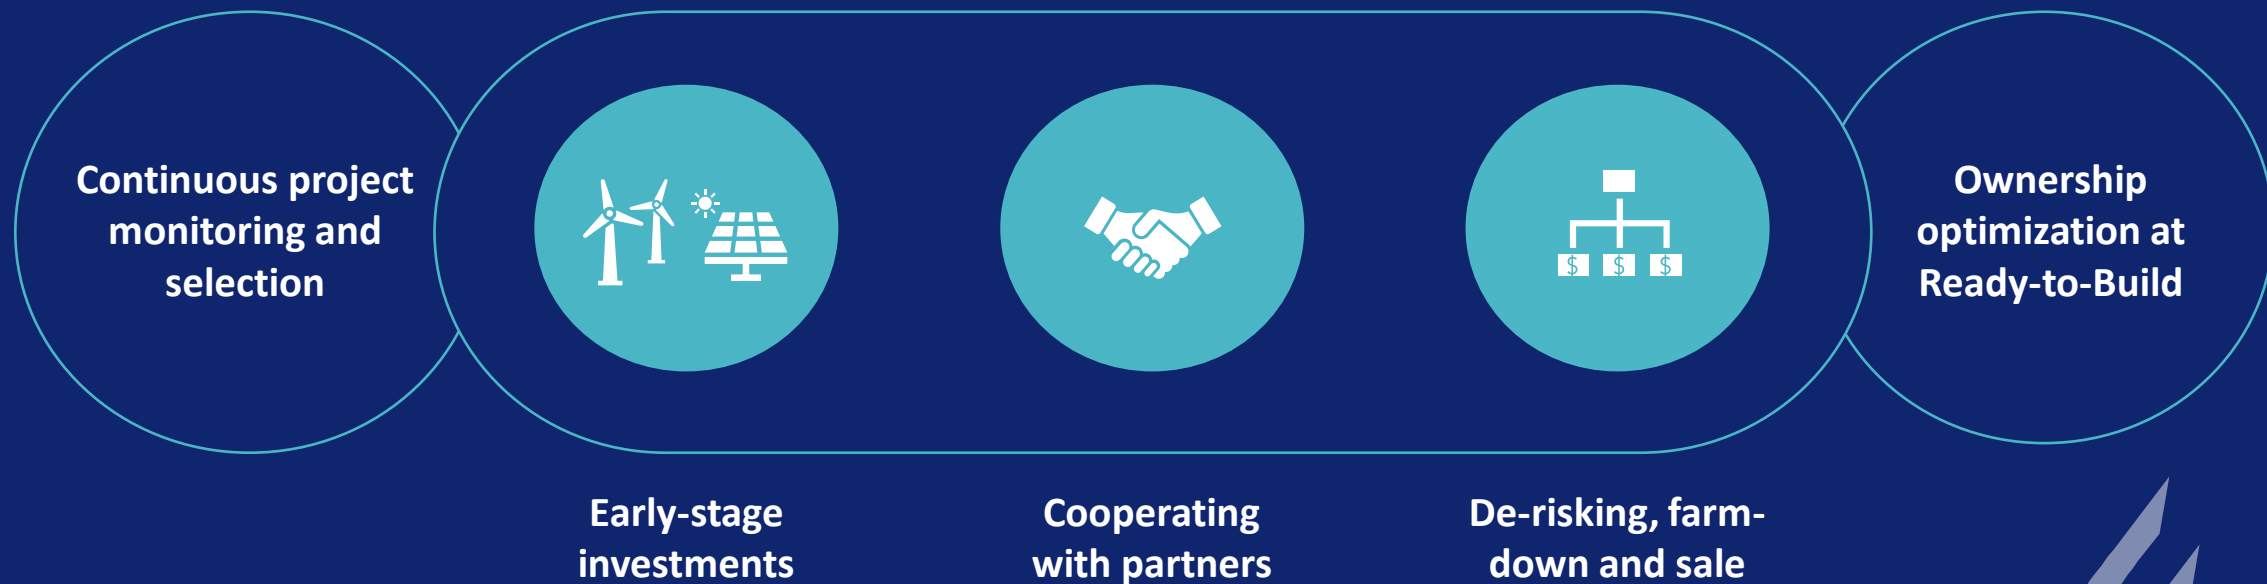 Continuous project
monitoring and
selection
$ $ $
Ownership
optimization at
Ready-to-Build
Early-stage
investments
Cooperating
with partners
De-risking, farm-
down and sale